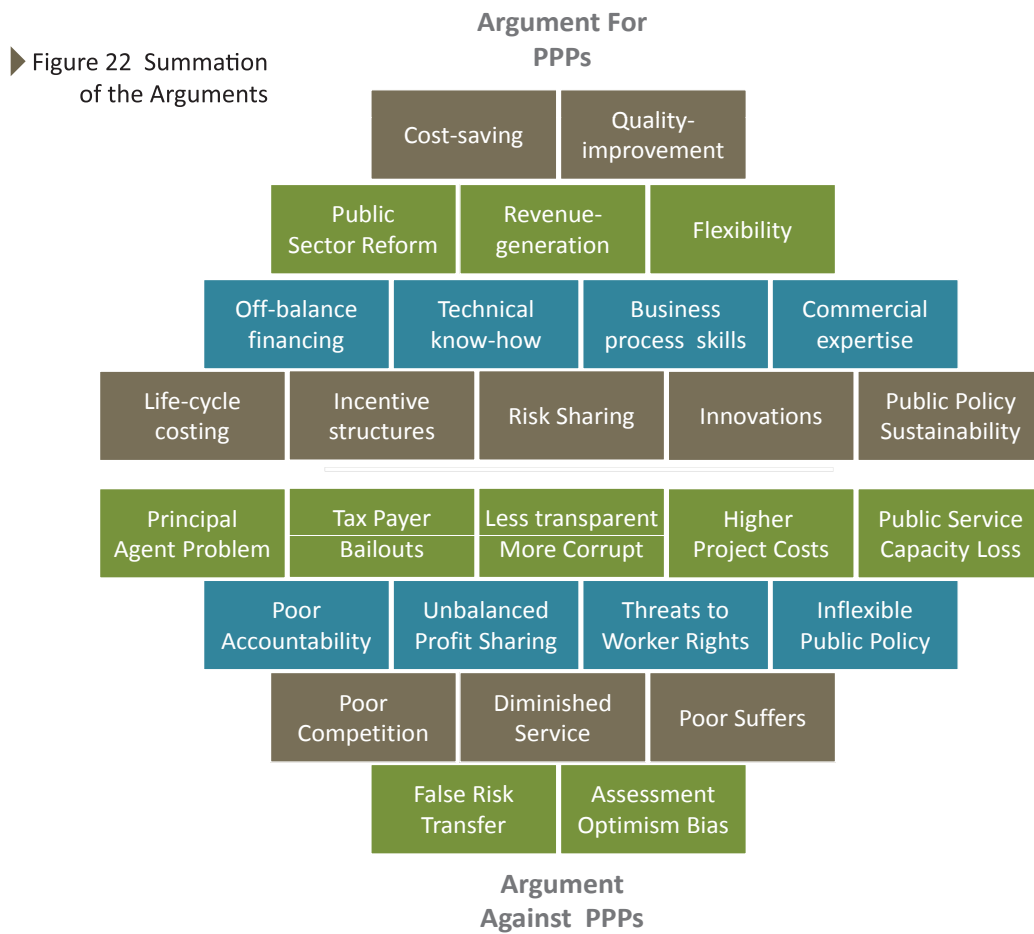 Argument For
PPPs
Figure 22 Summation
of the Arguments
Cost-saving
Quality-
improvement
Public
Sector Reform
Revenue-
generation
Flexibility
Off-balance
financing
Technical
know-how
Business
process skills
Commercial
expertise
Life-cycle
costing
Incentive
structures
Risk Sharing
Innovations
Public Policy
Sustainability
Principal
Agent Problem
Tax Payer
Bailouts
Less transparent
More Corrupt
Higher
Project Costs
Public Service
Capacity Loss
Poor
Accountability
Unbalanced
Profit Sharing
Threats to
Worker Rights
Inflexible
Public Policy
Poor
Competition
Diminished
Service
Poor Suffers
False Risk
Transfer
Assessment
Optimism Bias
Argument
Against PPPs